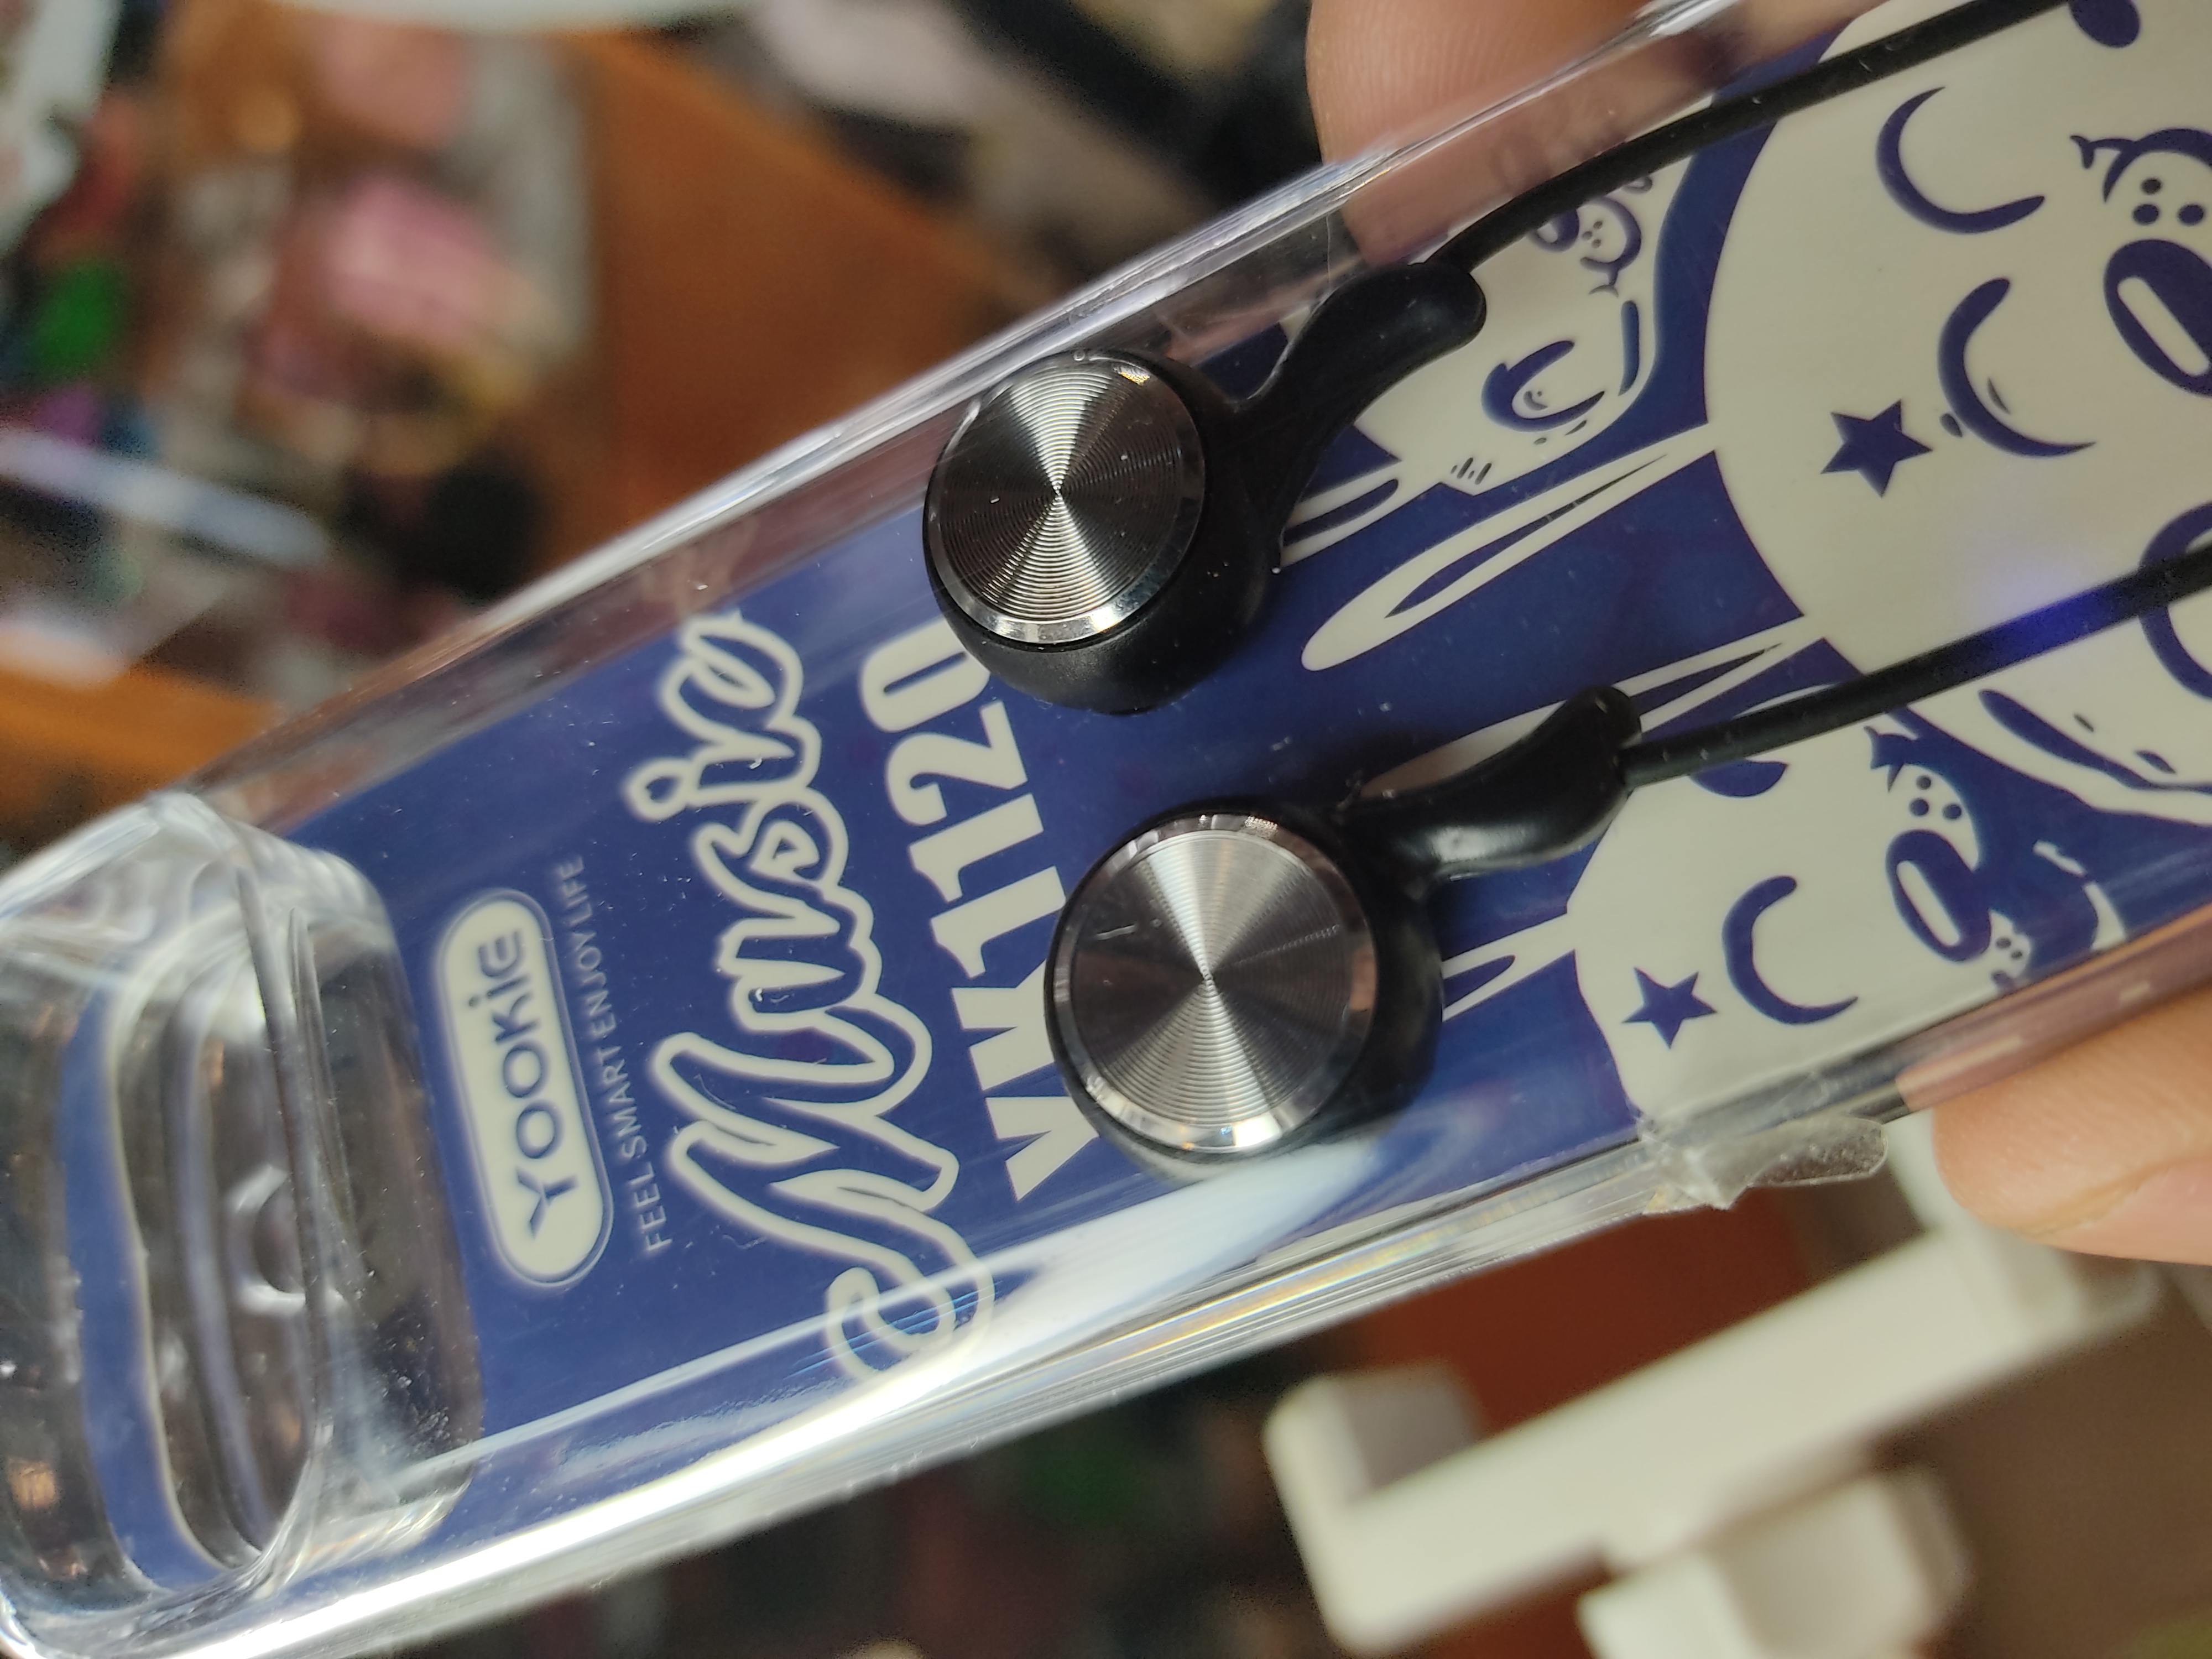 YOOKIE
FEEL SMART ENJOY LIFE
Music
YK1120